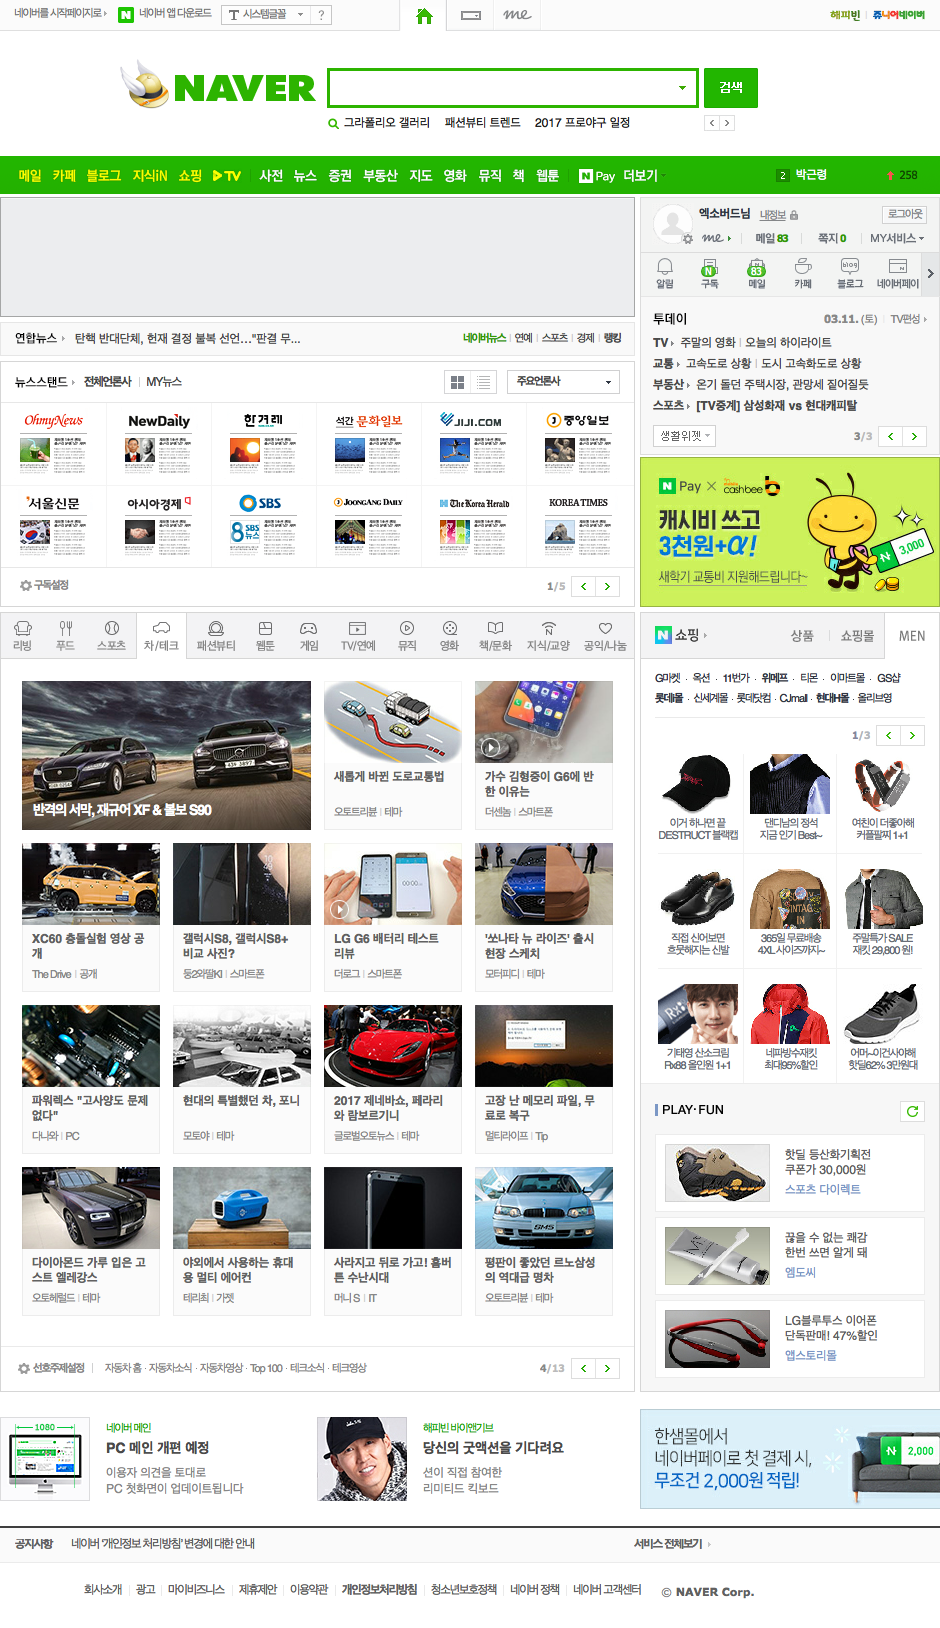 네이버를 시작페이지로
네이버 앱 다운로드
시스템글꼴
?
me
해피빈
쥬니어네이버
NAVER
검색
그라폴리오 갤러리 패션뷰티 트렌드 2017 프로야구 일정
메일 카페 블로그 지식iN 쇼핑 TV 사전 뉴스 증권 부동산 지도 영화 뮤직 책 웹툰 N Pay 더보기
2 박근령 258
엑소버드님 내정보 로그아웃
me 메일 83 쪽지 0 MY서비스
알림 구독 메일 카페 블로그 네이버페이
연합뉴스 탄핵 반대단체, 헌재 결정 불복 선언..."판결 무...
네이버뉴스 연예 스포츠 경제 랭킹
투데이 03.11. (토) TV편성
TV 주말의 영화 오늘의 하이라이트
교통 고속도로 상황 도시 고속화도로 상황
부동산 온기 돌던 주택시장, 관망세 짙어질듯
스포츠 [TV중계] 삼성화재 vs 현대캐피탈
생활위젯 3/3
뉴스스탠드 전체언론사 MY뉴스 주요언론사
OhmyNews NewDaily 한겨레 석간 문화일보 JIJI.COM 중앙일보
서울신문 아시아경제 SBS JOONGANG DAILY The Korea Herald KOREA TIMES
SBS 뉴스
구독설정 1/5
N Pay × cashbee b
캐시비 쓰고
3천원+α!
새학기 교통비 지원해드립니다~
3,000
리빙 푸드 스포츠 차/테크 패션뷰티 웹툰 게임 TV/연예 뮤직 영화 책/문화 지식/교양 공익/나눔
반격의 서막, 재규어 XF & 볼보 S90
새롭게 바뀐 도로교통법
오토트리뷴 테마
가수 김형중이 G6에 반
한 이유는
더센놈 스마트폰
XC60 충돌실험 영상 공
개
The Drive 공개
갤럭시S8, 갤럭시S8+
비교 사진?
둥2와딸KI 스마트폰
LG G6 배터리 테스트
리뷰
더로그 스마트폰
'쏘나타 뉴 라이즈' 출시
현장 스케치
모터피디 테마
파워렉스 "고사양도 문제
없다"
다나와 PC
현대의 특별했던 차, 포니
모토야 테마
2017 제네바쇼, 페라리
와 람보르기니
글로벌오토뉴스 테마
고장 난 메모리 파일, 무
료로 복구
멀티라이프 Tip
다이아몬드 가루 입은 고
스트 엘레강스
오토헤럴드 테마
야외에서 사용하는 휴대
용 멀티 에어컨
테리최 가젯
사라지고 뒤로 가고! 홈버
튼 수난시대
머니 S IT
평판이 좋았던 르노삼성
의 역대급 명차
오토트리뷴 테마
선호주제설정 자동차 홈 · 자동차소식 · 자동차영상 · Top 100 · 테크소식 · 테크영상 4/13
N 쇼핑 상품 쇼핑몰 MEN
G마켓 · 옥션 · 11번가 · 위메프 · 티몬 · 이마트몰 · GS샵
롯데몰 · 신세계몰 · 롯데닷컴 · CJmall · 현대H몰 · 올리브영
1/3
이거 하나면 끝
DESTRUCT 블랙캡
댄디남의 정석
지금 인기 Best~
여친이 더좋아해
커플팔찌 1+1
직접 신어보면
흐뭇해지는 신발
365일 무료배송
4XL 사이즈까지~
주말특가 SALE
재킷 29,800 원!
기태영 산소크림
Rx88 올인원 1+1
네파방수재킷
최대95%할인
어머~이건사야해
핫딜62% 3만원대
PLAY·FUN
핫딜 등산화기획전
쿠폰가 30,000원
스포츠 다이렉트
끊을 수 없는 쾌감
한번 쓰면 알게 돼
엠도씨
LG블루투스 이어폰
단독판매! 47%할인
앱스토리몰
1080
네이버 메인
PC 메인 개편 예정
이용자 의견을 토대로
PC 첫화면이 업데이트됩니다
해피빈 바이앤기브
당신의 굿액션을 기다려요
션이 직접 참여한
리미티드 킥보드
한샘몰에서
네이버페이로 첫 결제 시,
무조건 2,000원 적립!
2,000
공지사항 네이버 '개인정보 처리방침' 변경에 대한 안내
서비스 전체보기
회사소개 광고 마이비즈니스 제휴제안 이용약관 개인정보처리방침 청소년보호정책 네이버 정책 네이버 고객센터 © NAVER Corp.